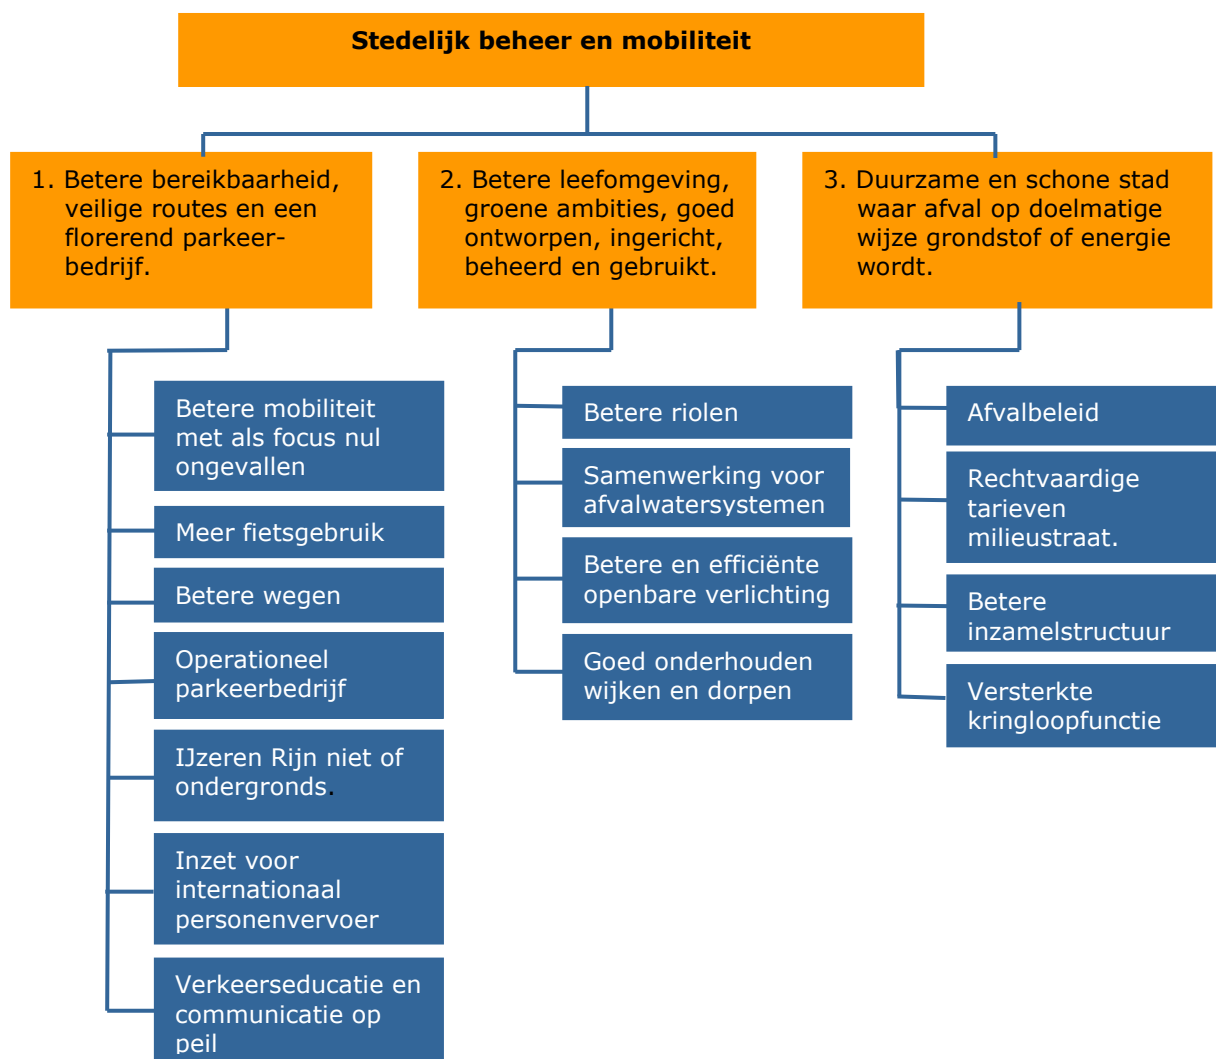 Stedelijk beheer en mobiliteit
1. Betere bereikbaarheid,
veilige routes en een
florerend parkeer-
bedrijf.
2. Betere leefomgeving,
groene ambities, goed
ontworpen, ingericht,
beheerd en gebruikt.
3. Duurzame en schone stad
waar afval op doelmatige
wijze grondstof of energie
wordt.
Betere mobiliteit
met als focus nul
ongevallen
Meer fietsgebruik
Betere wegen
Operationeel
parkeerbedrijf
IJzeren Rijn niet of
ondergronds.
Inzet voor
internationaal
personenvervoer
Verkeerseducatie en
communicatie op
peil
Betere riolen
Samenwerking voor
afvalwatersystemen
Betere en efficiënte
openbare verlichting
Goed onderhouden
wijken en dorpen
Afvalbeleid
Rechtvaardige
tarieven
milieustraat.
Betere
inzamelstructuur
Versterkte
kringloopfunctie